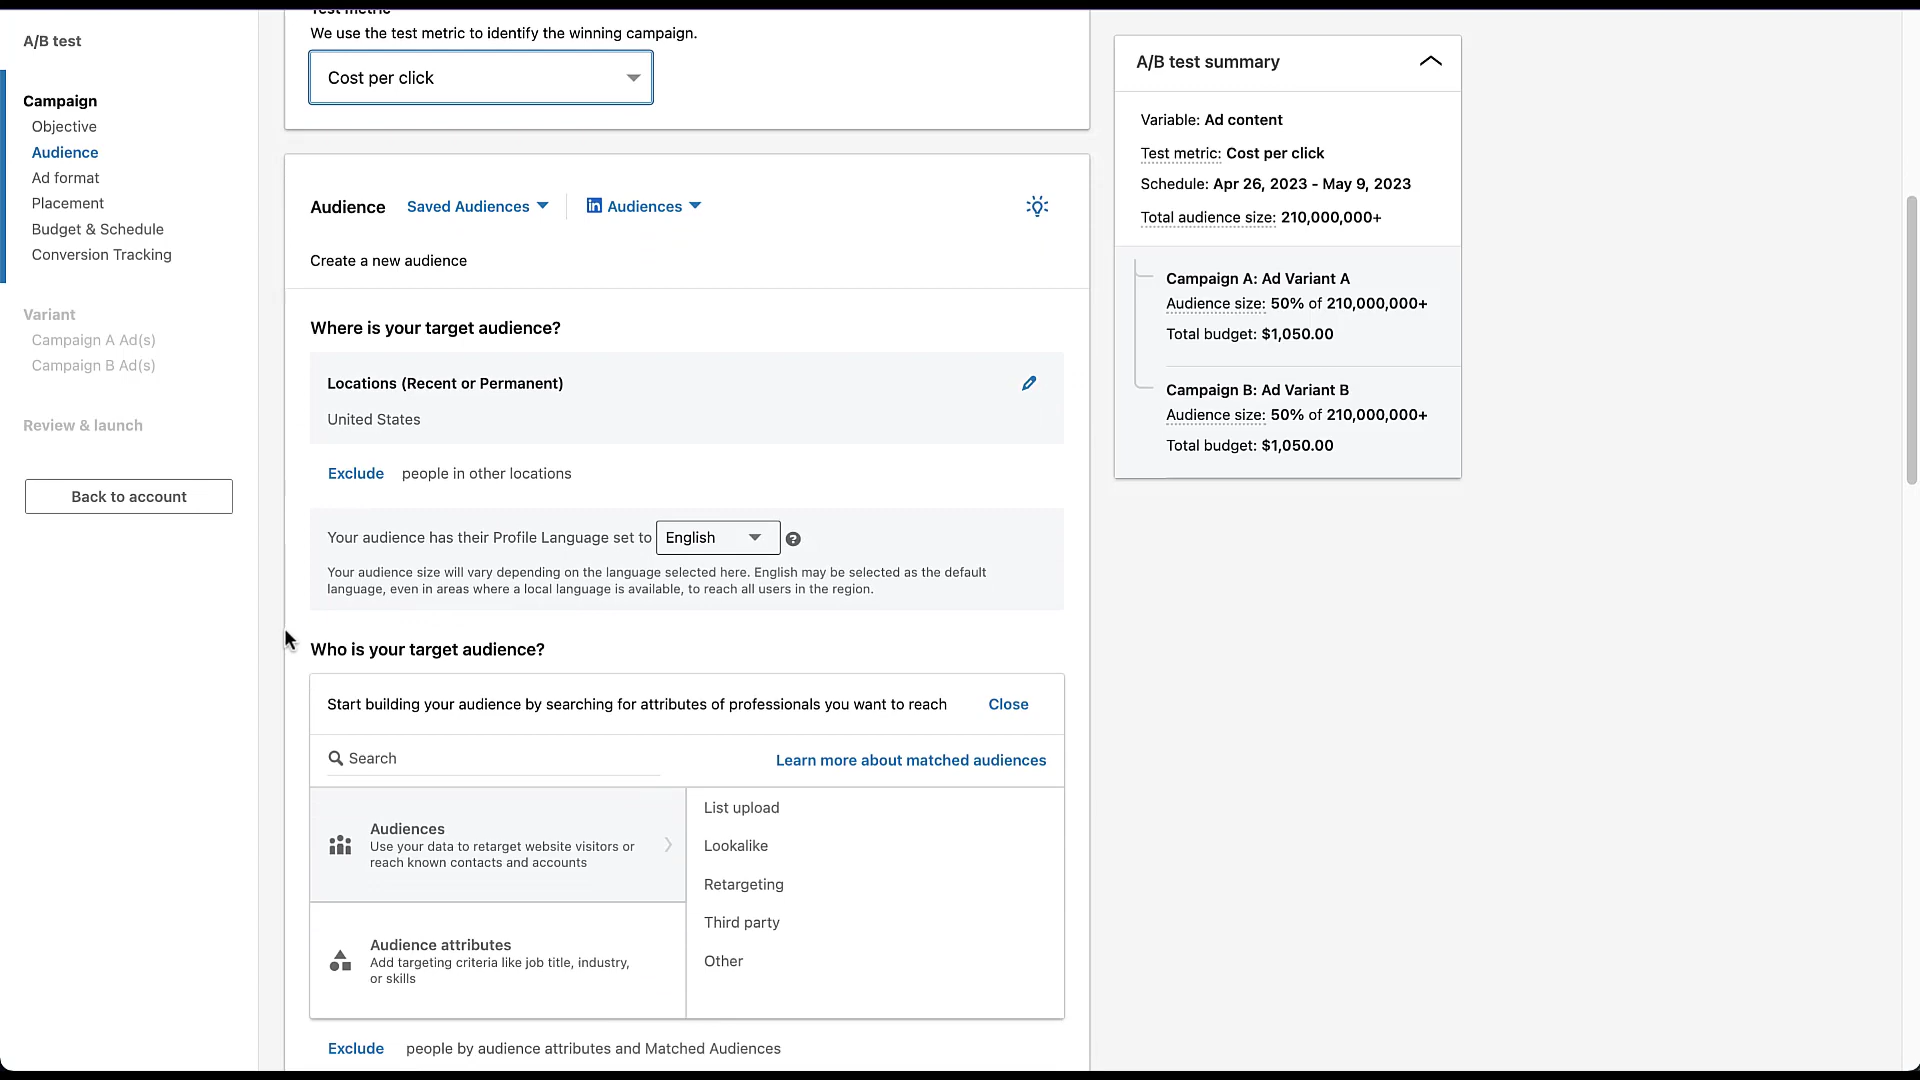 A/B test
Campaign
Objective
Audience
Ad format
Placement
Budget & Schedule
Conversion Tracking
Variant
Campaign A Ad(s)
Campaign B Ad(s)
Review & launch
Back to account
Test metric
We use the test metric to identify the winning campaign.
Cost per click
Audience
Saved Audiences
in Audiences
Create a new audience
Where is your target audience?
Locations (Recent or Permanent)
United States
Exclude people in other locations
Your audience has their Profile Language set to English ?
Your audience size will vary depending on the language selected here. English may be selected as the default
language, even in areas where a local language is available, to reach all users in the region.
Who is your target audience?
Start building your audience by searching for attributes of professionals you want to reach
Close
Search
Learn more about matched audiences
Audiences
Use your data to retarget website visitors or
reach known contacts and accounts
Audience attributes
Add targeting criteria like job title, industry,
or skills
List upload
Lookalike
Retargeting
Third party
Other
Exclude people by audience attributes and Matched Audiences
A/B test summary
Variable: Ad content
Test metric: Cost per click
Schedule: Apr 26, 2023 - May 9, 2023
Total audience size: 210,000,000+
Campaign A: Ad Variant A
Audience size: 50% of 210,000,000+
Total budget: $1,050.00
Campaign B: Ad Variant B
Audience size: 50% of 210,000,000+
Total budget: $1,050.00